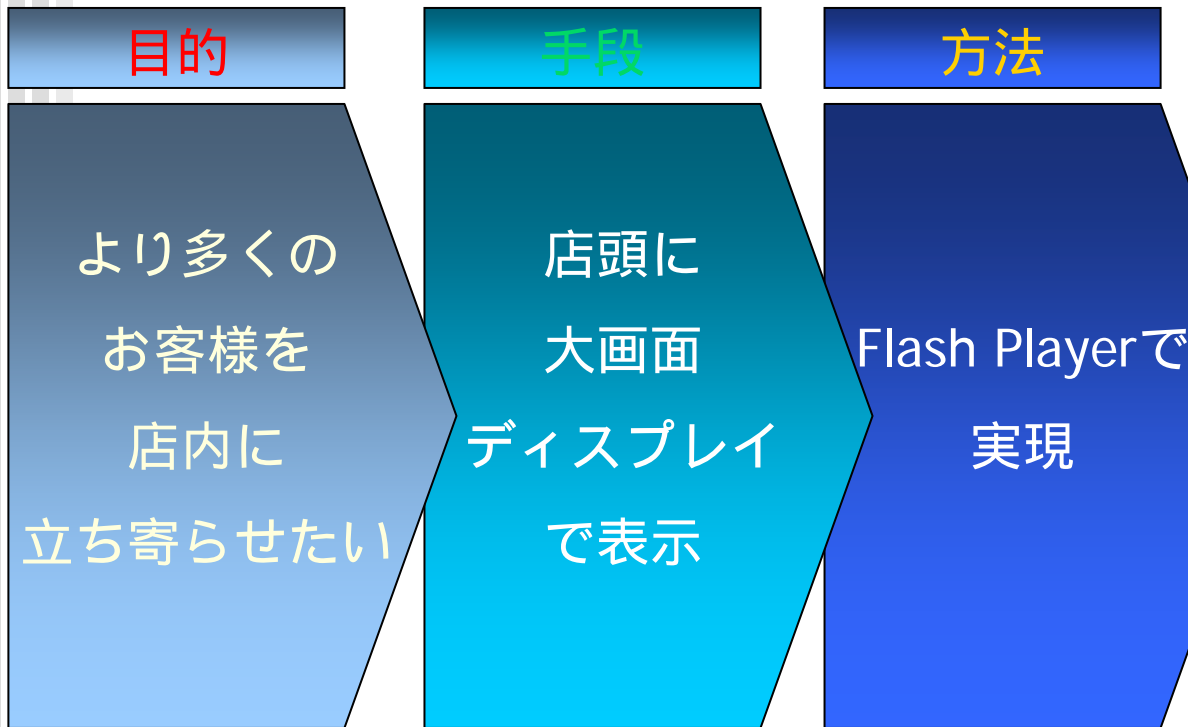 目的
より多くの
お客様を
店内に
立ち寄らせたい
手段
店頭に
大画面
ディスプレイ
で表示
方法
Flash Playerで
実現